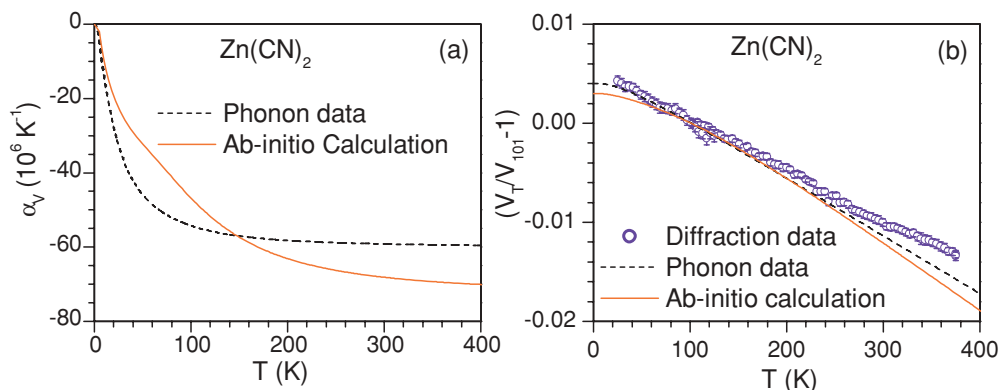 Zn(CN)₂ (a)
Phonon data
Ab-initio Calculation
α_V (10⁶ K⁻¹)
0
-20
-40
-60
-80
0 100 200 300 400
T (K)
Zn(CN)₂ (b)
(V_T/V₁₀₁-1)
0.01
0.00
-0.01
-0.02
Diffraction data
Phonon data
Ab-initio calculation
0 100 200 300 400
T (K)